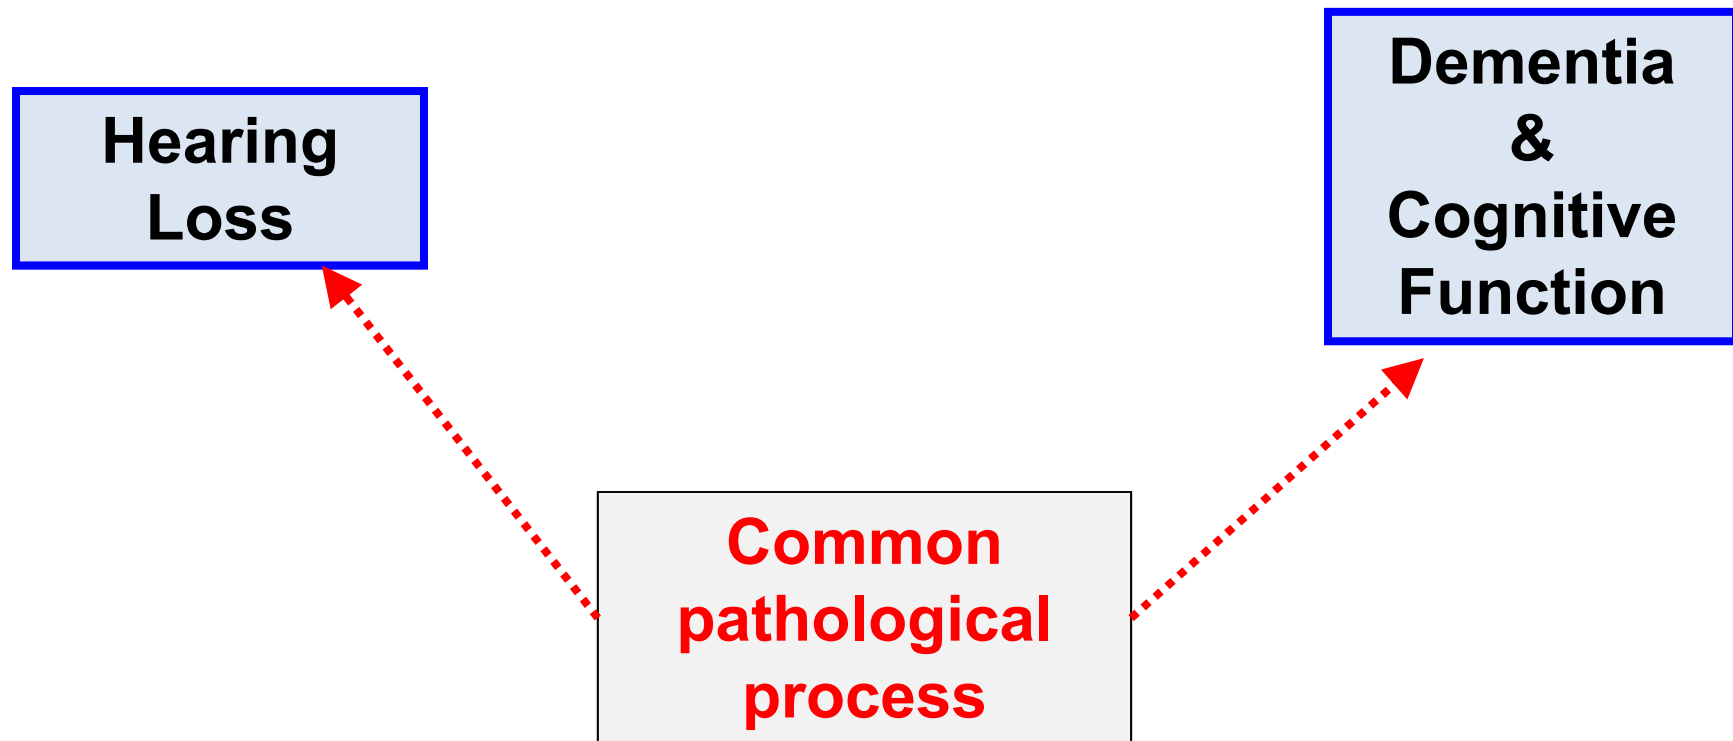 Hearing
Loss
Dementia
&
Cognitive
Function
Common
pathological
process